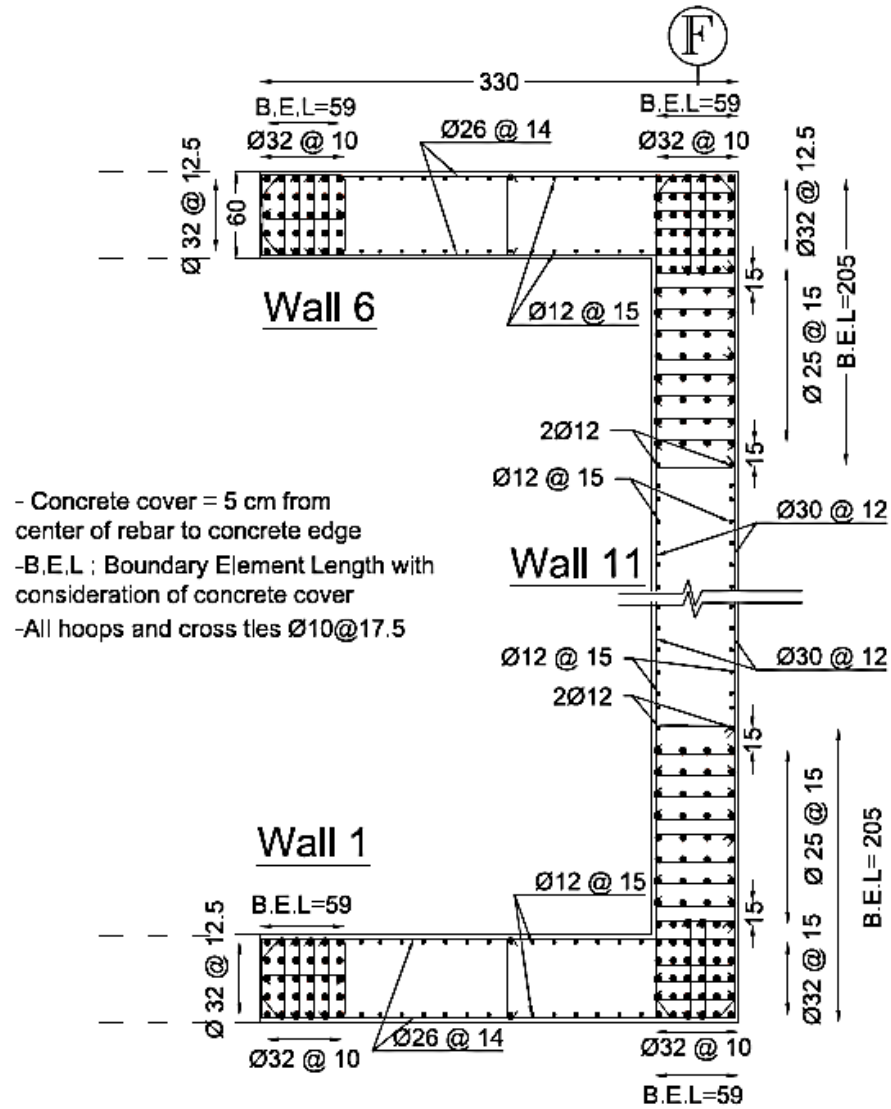 F
330
B.E.L=59
B.E.L=59
Ø32 @ 10
Ø26 @ 14
Ø32 @ 10
Ø 32 @ 12.5
60
Ø32 @ 12.5
15
Wall 6
Ø12 @ 15
Ø 25 @ 15
B.E.L=205
2Ø12
15
Ø12 @ 15
Ø30 @ 12
- Concrete cover = 5 cm from
center of rebar to concrete edge
-B.E.L : Boundary Element Length with
consideration of concrete cover
-All hoops and cross ties Ø10@17.5
Wall 11
Ø12 @ 15
Ø30 @ 12
2Ø12
15
Ø 25 @ 15
B.E.L= 205
Wall 1
Ø12 @ 15
B.E.L=59
15
Ø 32 @ 12.5
Ø32 @ 15
Ø32 @ 10
Ø26 @ 14
Ø32 @ 10
B.E.L=59